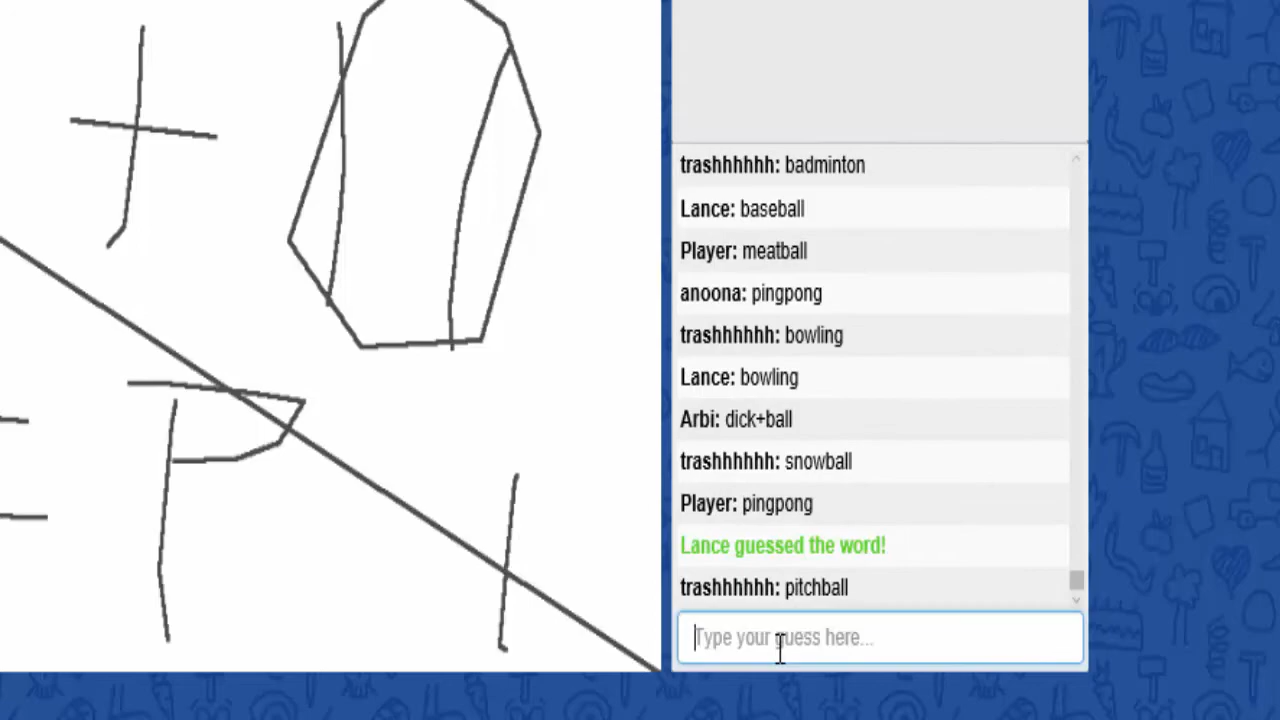 trashhhhhh: badminton
Lance: baseball
Player: meatball
anoona: pingpong
trashhhhhh: bowling
Lance: bowling
Arbi: dick+ball
trashhhhhh: snowball
Player: pingpong
Lance guessed the word!
trashhhhhh: pitchball
Type your guess here...